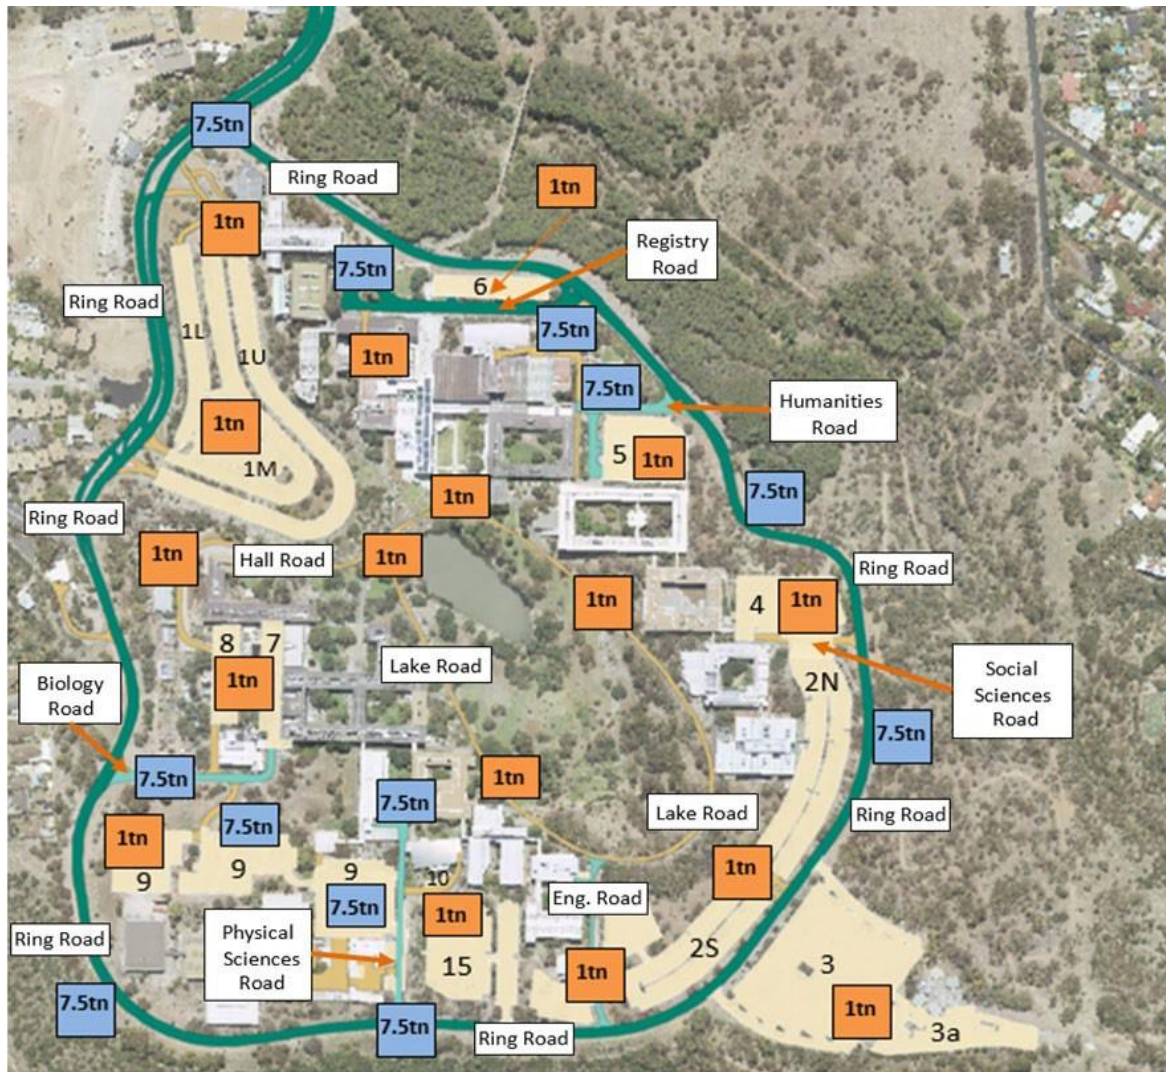 7.5tn
Ring Road
1tn
1tn
Registry
Road
7.5tn
6
Ring Road
1L
7.5tn
1U
1tn
7.5tn
Humanities
Road
1tn
5
1tn
1M
7.5tn
1tn
Ring Road
1tn
1tn
Hall Road
Ring Road
1tn
4
1tn
8
7
Lake Road
Social
Sciences
Road
1tn
Biology
Road
2N
7.5tn
7.5tn
1tn
7.5tn
Lake Road
Ring Road
7.5tn
1tn
9
9
9
10
1tn
7.5tn
Eng. Road
1tn
Ring Road
Physical
Sciences
Road
15
2S
3
1tn
7.5tn
7.5tn
Ring Road
1tn
3a